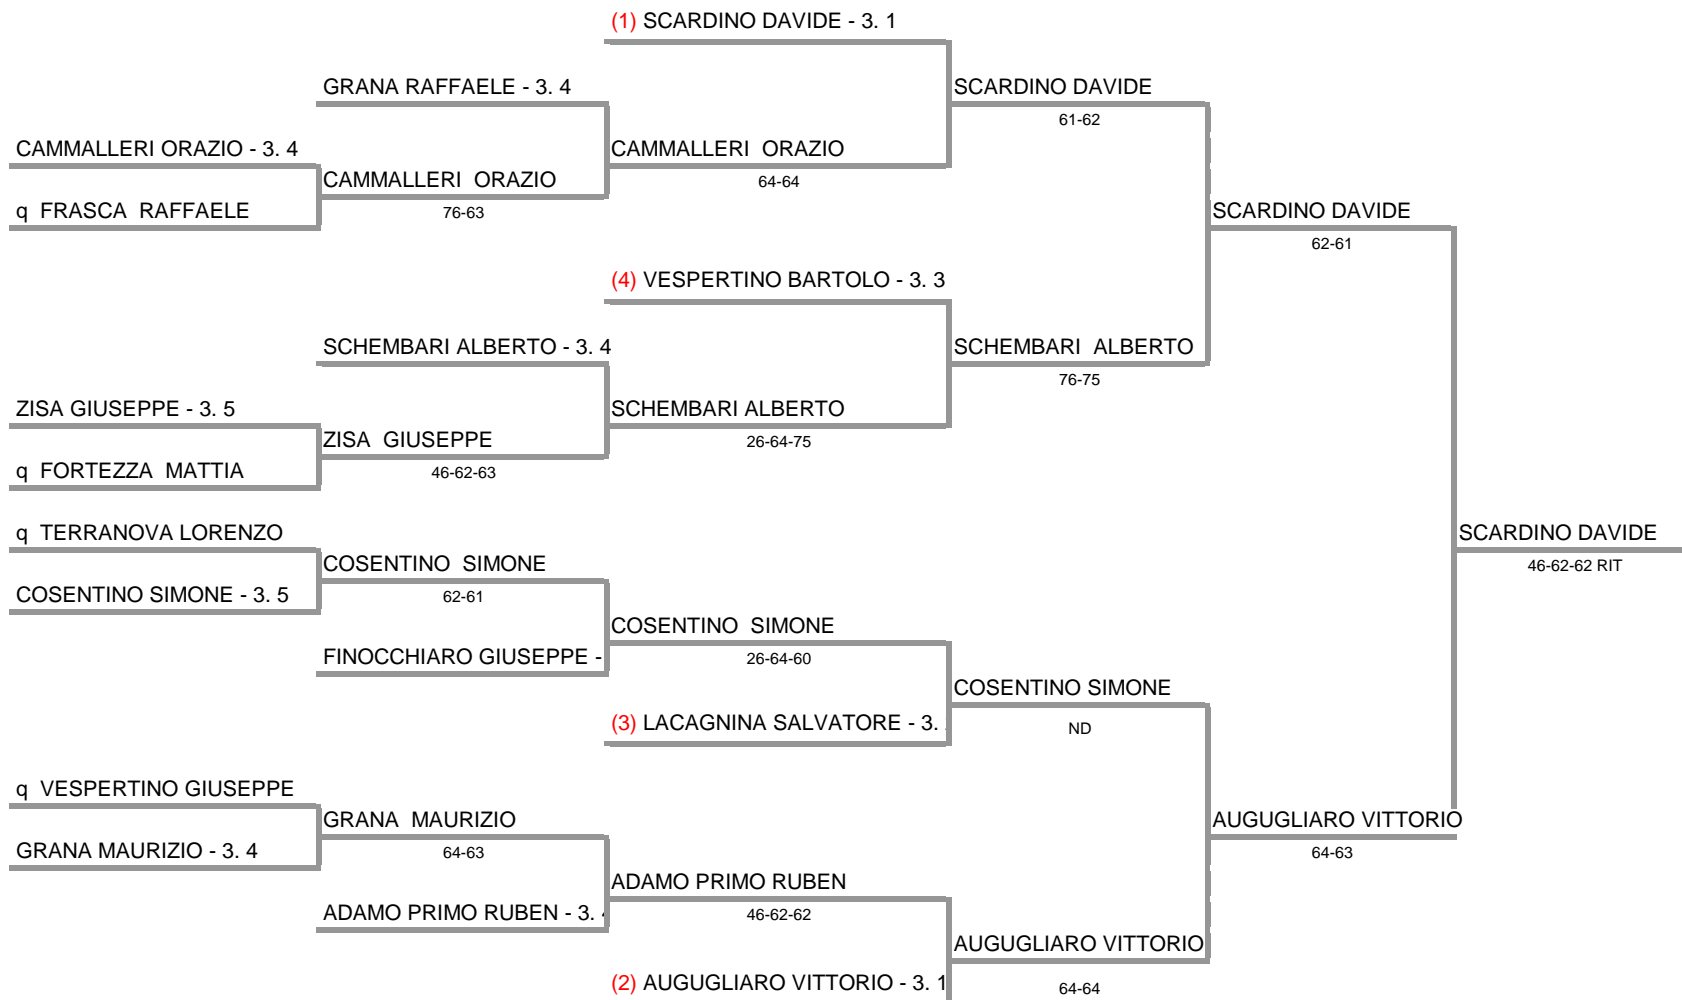 (1) SCARDINO DAVIDE - 3. 1
GRANA RAFFAELE - 3. 4
SCARDINO DAVIDE
61-62
CAMMALLERI ORAZIO - 3. 4
CAMMALLERI ORAZIO
64-64
CAMMALLERI ORAZIO
76-63
q FRASCA RAFFAELE
SCARDINO DAVIDE
62-61
(4) VESPERTINO BARTOLO - 3. 3
SCHEMBARI ALBERTO - 3. 4
SCHEMBARI ALBERTO
76-75
ZISA GIUSEPPE - 3. 5
SCHEMBARI ALBERTO
26-64-75
ZISA GIUSEPPE
46-62-63
q FORTEZZA MATTIA
q TERRANOVA LORENZO
SCARDINO DAVIDE
46-62-62 RIT
COSENTINO SIMONE
62-61
COSENTINO SIMONE - 3. 5
COSENTINO SIMONE
26-64-60
FINOCCHIARO GIUSEPPE -
COSENTINO SIMONE
ND
(3) LACAGNINA SALVATORE - 3.
q VESPERTINO GIUSEPPE
GRANA MAURIZIO
64-63
AUGUGLIARO VITTORIO
64-63
GRANA MAURIZIO - 3. 4
ADAMO PRIMO RUBEN
46-62-62
ADAMO PRIMO RUBEN - 3. 4
AUGUGLIARO VITTORIO
64-64
(2) AUGUGLIARO VITTORIO - 3. 1